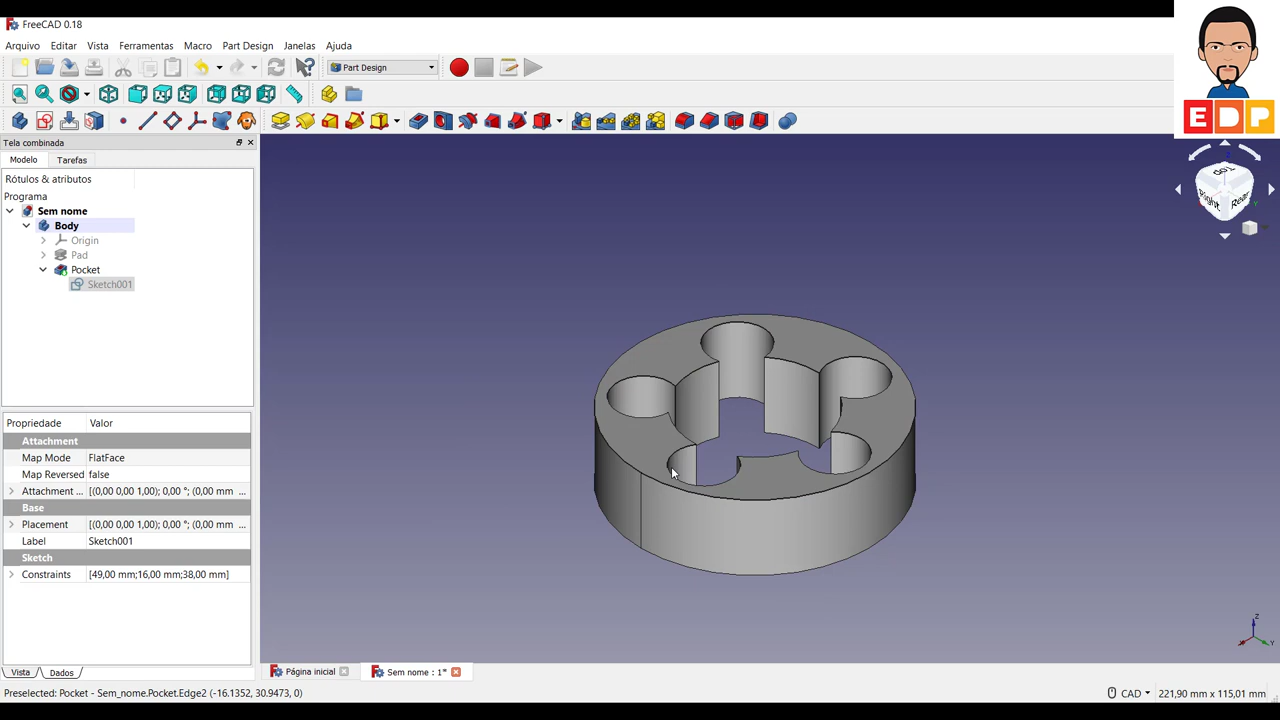 FreeCAD 0.18
Arquivo Editar Vista Ferramentas Macro Part Design Janelas Ajuda
Part Design
E D P
Tela combinada
Modelo Tarefas
Rótulos & atributos
Programa
Sem nome
Body
Origin
Pad
Pocket
Sketch001
Top
Right Rear
Propriedade Valor
Attachment
Map Mode FlatFace
Map Reversed false
Attachment ... [(0,00 0,00 1,00); 0,00 °; (0,00 mm ...
Base
Placement [(0,00 0,00 1,00); 0,00 °; (0,00 mm ...
Label Sketch001
Sketch
Constraints [49,00 mm;16,00 mm;38,00 mm]
Z
X Y
Vista Dados
Página inicial Sem nome : 1*
Preselected: Pocket - Sem_nome.Pocket.Edge2 (-16.1352, 30.9473, 0)
CAD 221,90 mm x 115,01 mm